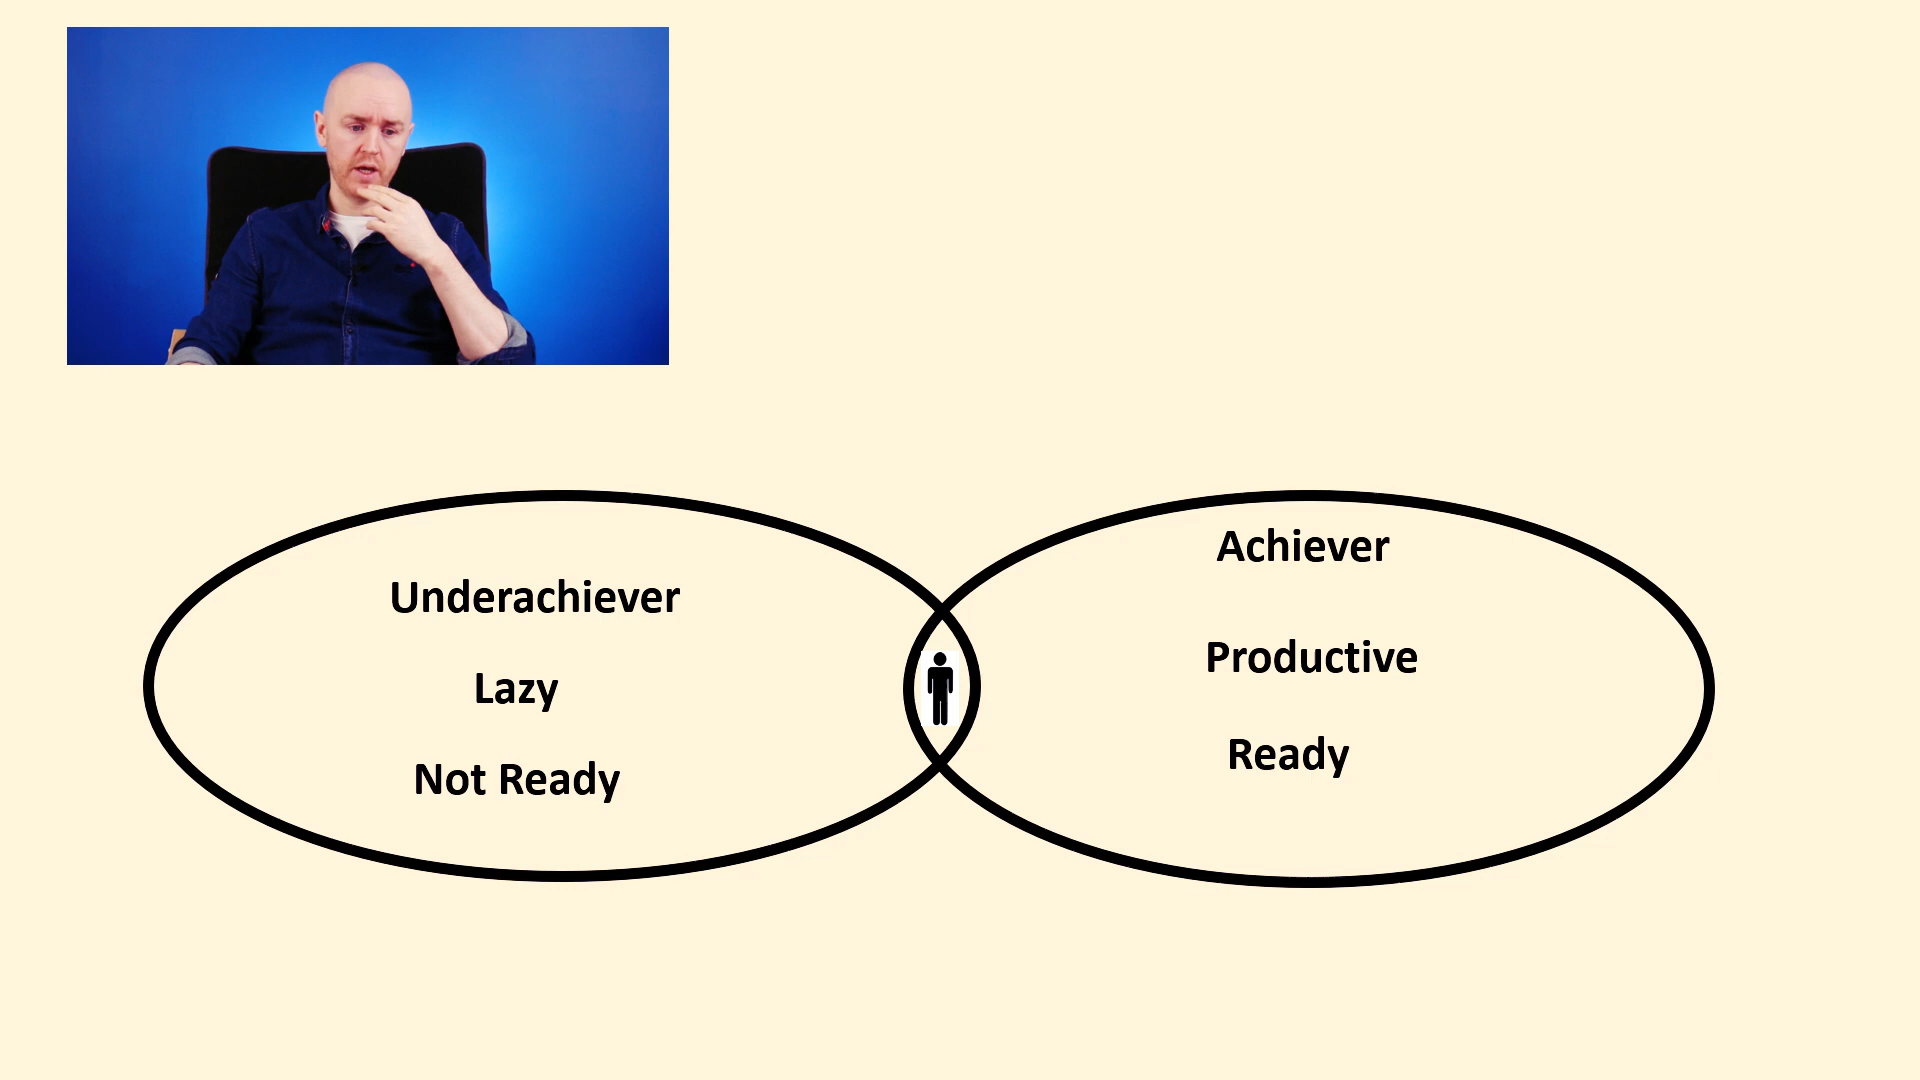 Underachiever
Lazy
Not Ready
Achiever
Productive
Ready